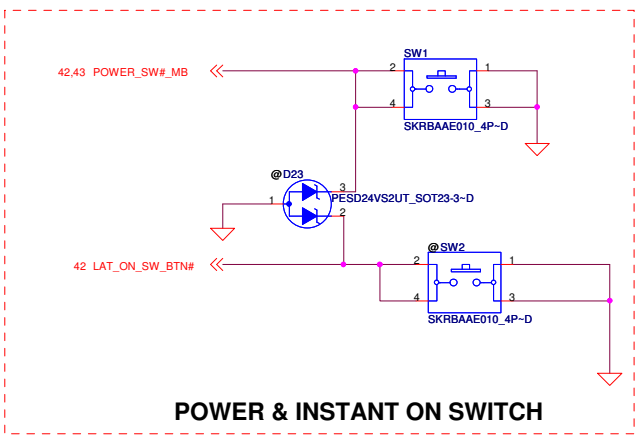 SW1
42,43 POWER_SW#_MB
2
1
4
3
SKRBAAE010_4P~D
@D23
3
PESD24VS2UT_SOT23-3~D
1
2
@SW2
42 LAT_ON_SW_BTN#
2
1
4
3
SKRBAAE010_4P~D
POWER & INSTANT ON SWITCH